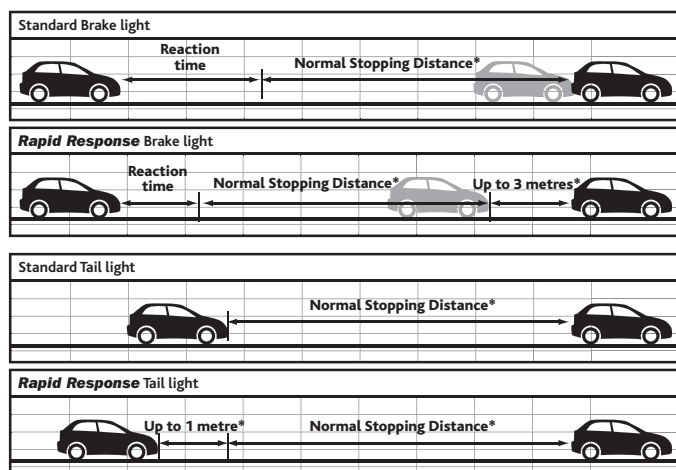 Standard Brake light
Reaction
time
Normal Stopping Distance*
Rapid Response Brake light
Reaction
time
Normal Stopping Distance*
Up to 3 metres*
Standard Tail light
Normal Stopping Distance*
Rapid Response Tail light
Up to 1 metre*
Normal Stopping Distance*